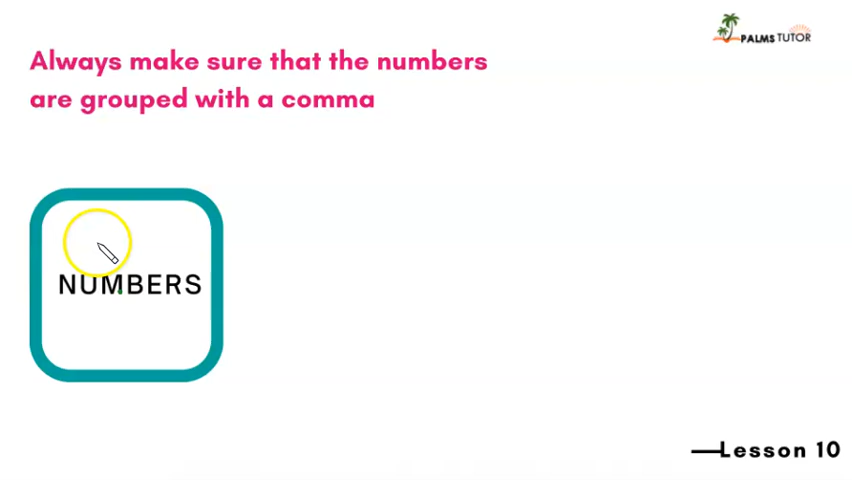 PALMS TUTOR
Always make sure that the numbers
are grouped with a comma
NUMBERS
Lesson 10